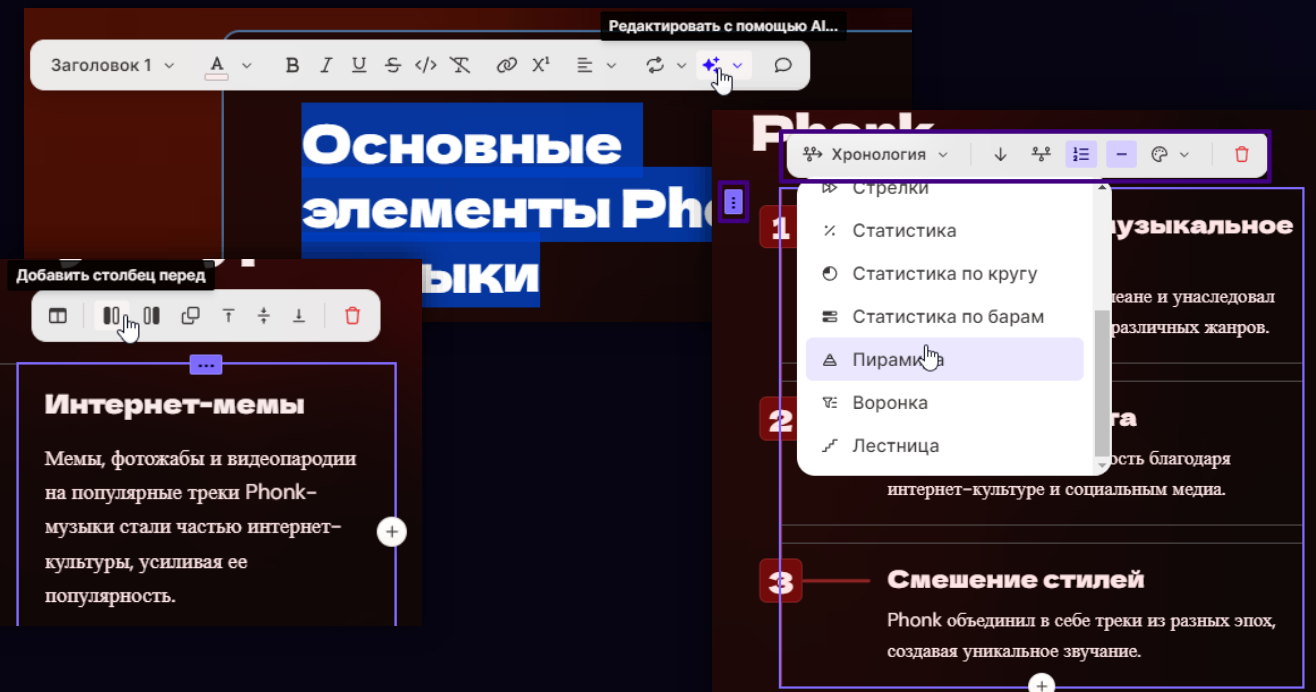 Редактировать с помощью AI...
Заголовок 1
A
B I U S </> X¹
Основные
элементы Pho
ыки
Добавить столбец перед
Интернет-мемы
Мемы, фотожабы и видеопародии
на популярные треки Phonk-
музыки стали частью интернет-
культуры, усиливая ее
популярность.
Phonk
Хронология
Стрелки
Статистика
Статистика по кругу
Статистика по барам
Воронка
Лестница
1
узыкальное
леане и унаследовал
различных жанров.
2
та
ость благодаря
интернет-культуре и социальным медиа.
3
Смешение стилей
Phonk объединил в себе треки из разных эпох,
создавая уникальное звучание.